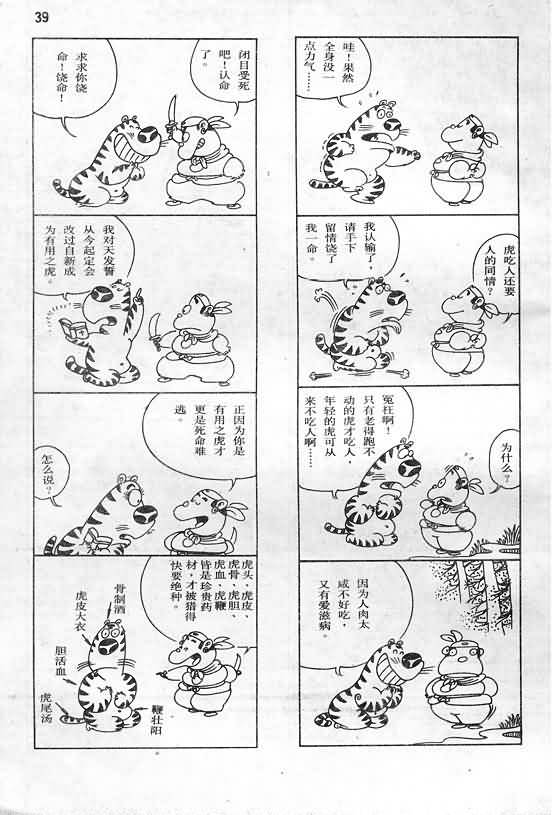 39
哇！果然
全身没一
点力气……
虎吃人还要
人的同情？
我认输了，
请手下
留情饶了
我一命。
为什么？
冤枉啊！
只有老得跑不
动的虎才吃人，
年轻的虎可从
来不吃人啊……
因为人肉太
咸不好吃，
又有爱滋病。
闭目受死
吧！认命
了。
求求你饶
命！饶命！
我对天发誓
从今起定会
改过自新成
为有用之虎。
正因为你是
有用之虎才
更是死命难
逃。
怎么说？
虎头、虎皮、
虎骨、虎胆、
虎血、虎鞭
皆是珍贵药
材，才被猎得
快要绝种。
骨制酒
虎皮大衣
胆活血
虎尾汤
鞭壮阳